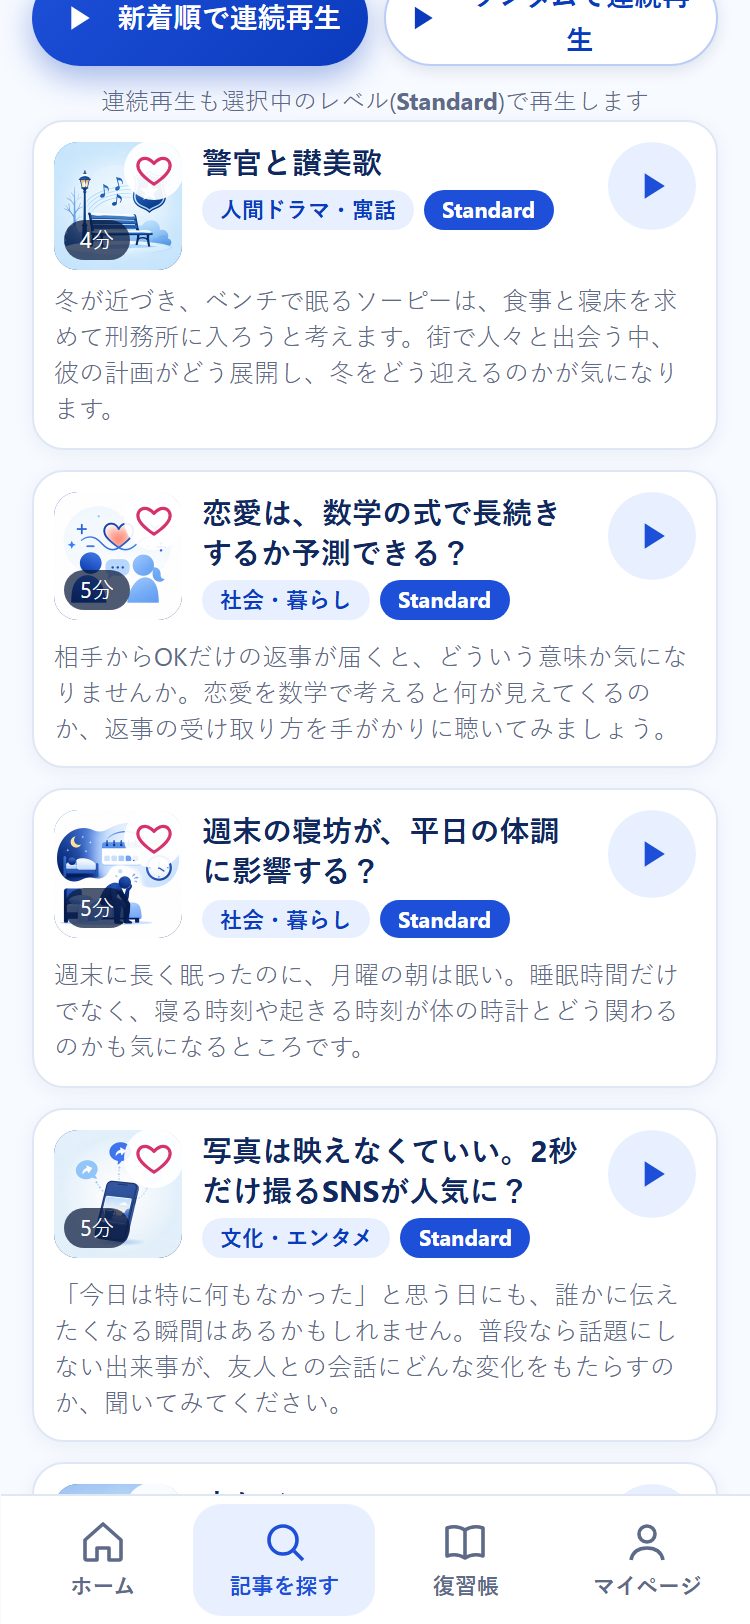 新着順で連続再生
ランダムで連続再
生
連続再生も選択中のレベル(Standard)で再生します
警官と讃美歌
人間ドラマ・寓話 Standard
4分
冬が近づき、ベンチで眠るソーピーは、食事と寝床を求
めて刑務所に入ろうと考えます。街で人々と出会う中、
彼の計画がどう展開し、冬をどう迎えるのかが気になり
ます。
恋愛は、数学の式で長続き
するか予測できる？
5分
社会・暮らし Standard
相手からOKだけの返事が届くと、どういう意味か気にな
りませんか。恋愛を数学で考えると何が見えてくるの
か、返事の受け取り方を手がかりに聴いてみましょう。
週末の寝坊が、平日の体調
に影響する？
5分
社会・暮らし Standard
週末に長く眠ったのに、月曜の朝は眠い。睡眠時間だけ
でなく、寝る時刻や起きる時刻が体の時計とどう関わる
のかも気になるところです。
写真は映えなくていい。2秒
だけ撮るSNSが人気に？
5分
文化・エンタメ Standard
「今日は特に何もなかった」と思う日にも、誰かに伝え
たくなる瞬間はあるかもしれません。普段なら話題にし
ない出来事が、友人との会話にどんな変化をもたらすの
か、聞いてみてください。
ホーム
記事を探す
復習帳
マイページ